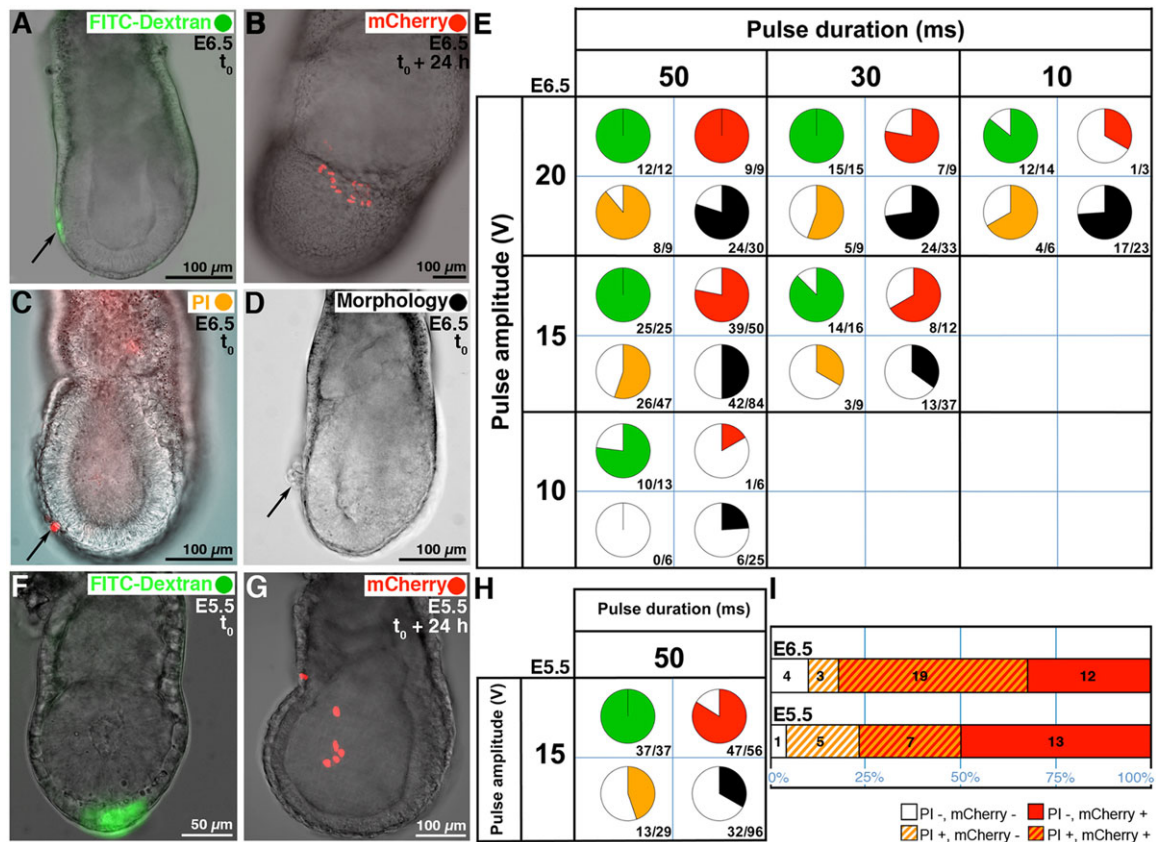 A FITC-Dextran
E6.5
t0
100 µm
B mCherry
E6.5
t0 + 24 h
100 µm
C PI
E6.5
t0
100 µm
D Morphology
E6.5
t0
100 µm
E
Pulse duration (ms)
E6.5 50 30 10
Pulse amplitude (V)
20
12/12 9/9 15/15 7/9 12/14 1/3
8/9 24/30 5/9 24/33 4/6 17/23
15
25/25 39/50 14/16 8/12
26/47 42/84 3/9 13/37
10
10/13 1/6
0/6 6/25
F FITC-Dextran
E5.5
t0
50 µm
G mCherry
E5.5
t0 + 24 h
100 µm
H
Pulse duration (ms)
E5.5 50
Pulse amplitude (V)
15
37/37 47/56
13/29 32/96
I
E6.5
4 3 19 12
E5.5
1 5 7 13
0% 25% 50% 75% 100%
PI -, mCherry - PI -, mCherry +
PI +, mCherry - PI +, mCherry +